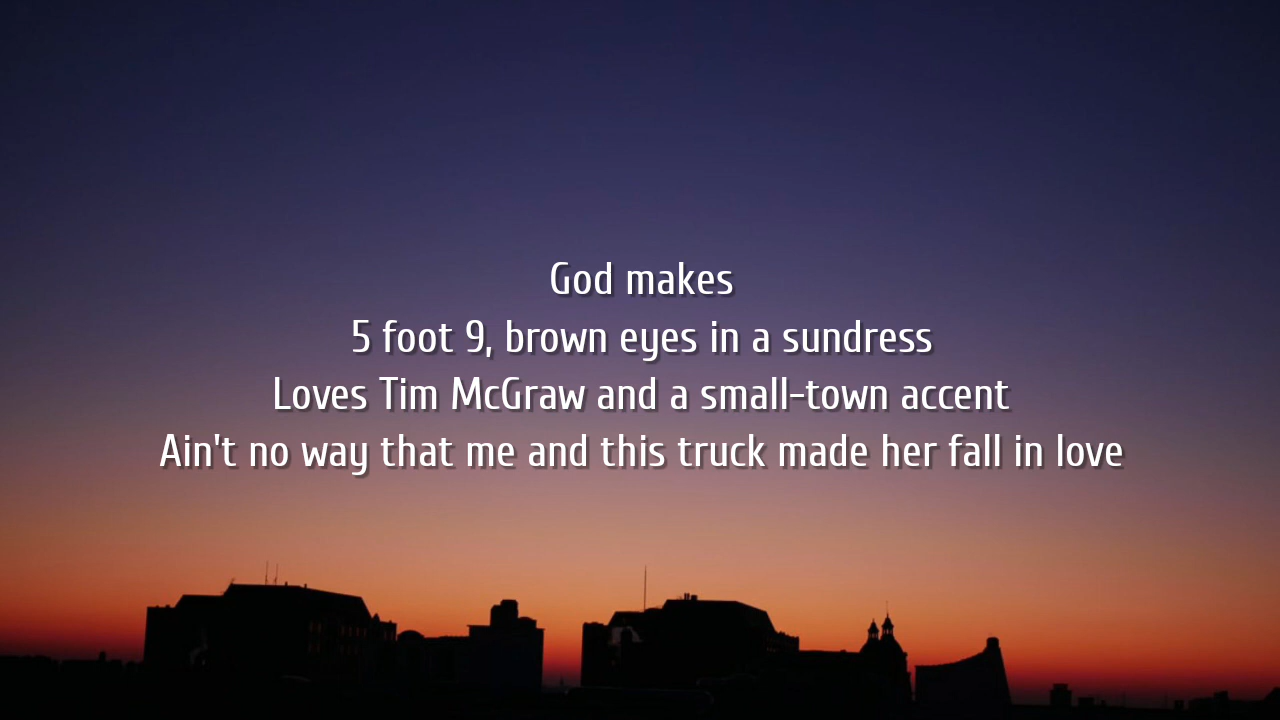 God makes
5 foot 9, brown eyes in a sundress
Loves Tim McGraw and a small-town accent
Ain't no way that me and this truck made her fall in love